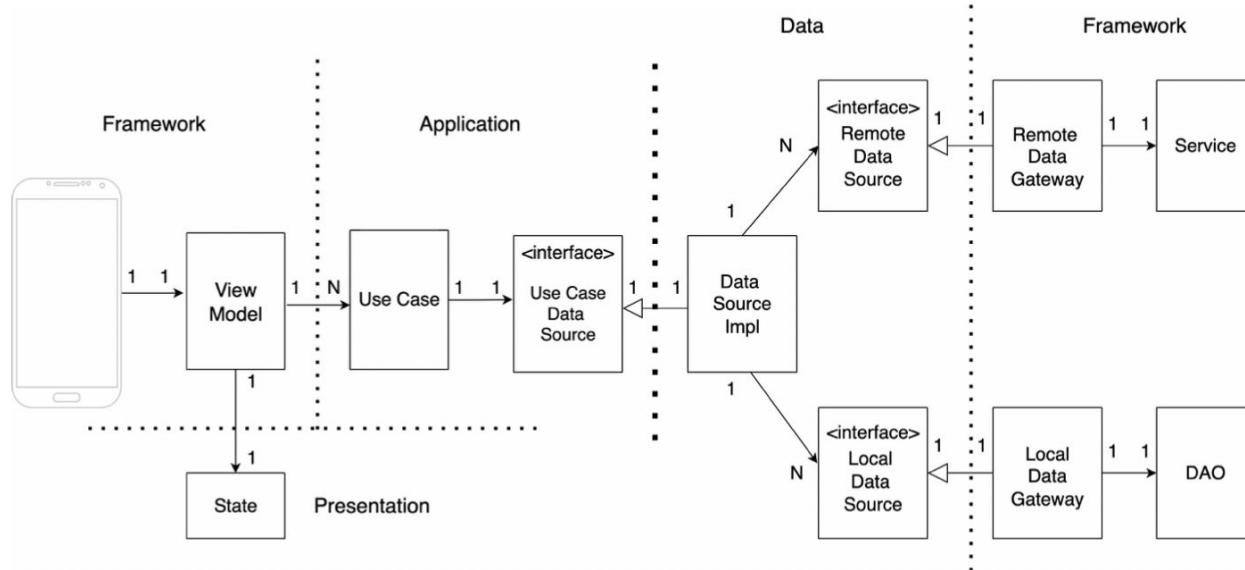 Data
Framework
Framework
Application
<interface>
Remote
Data
Source
1
1
Remote
Data
Gateway
1
1
Service
N
1
1
1
View
Model
1
N
Use Case
1
1
<interface>
Use Case
Data
Source
1
1
Data
Source
Impl
1
1
1
N
<interface>
Local
Data
Source
1
1
Local
Data
Gateway
1
1
DAO
State
Presentation